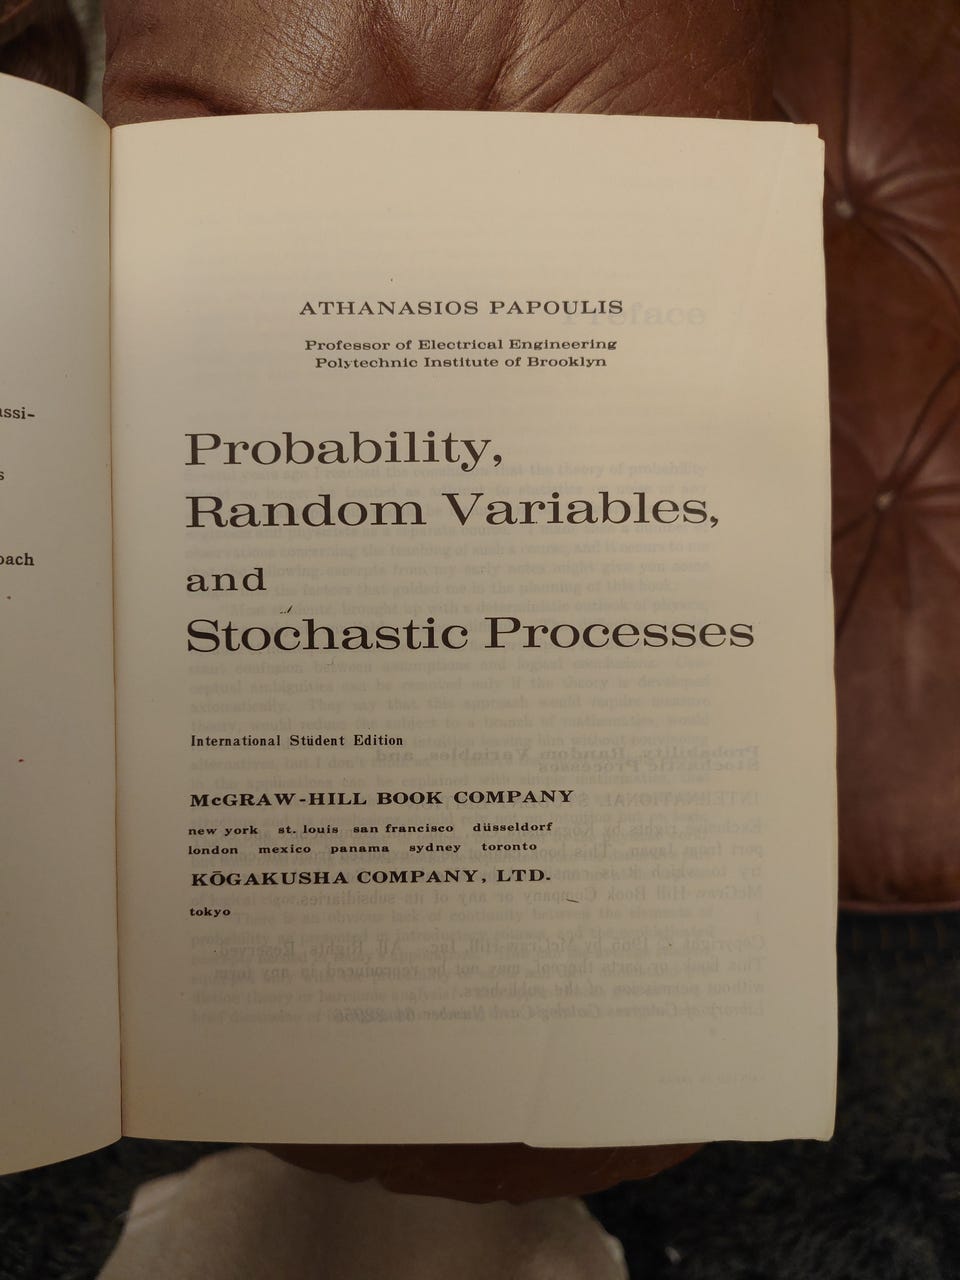 ssi-
s
oach
ATHANASIOS PAPOULIS
Professor of Electrical Engineering
Polytechnic Institute of Brooklyn
Probability,
Random Variables,
and
Stochastic Processes
International Student Edition
McGRAW-HILL BOOK COMPANY
new york st. louis san francisco düsseldorf
london mexico panama sydney toronto
KŌGAKUSHA COMPANY, LTD.
tokyo